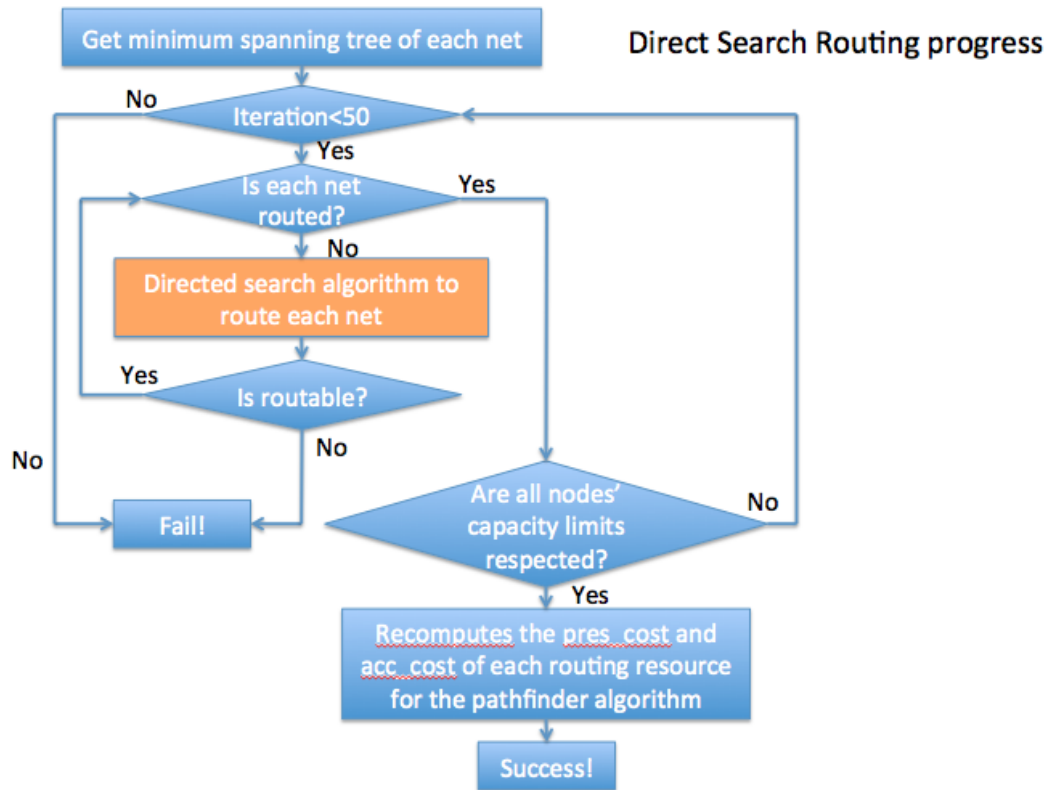 Get minimum spanning tree of each net
Direct Search Routing progress
No
Iteration<50
Yes
Is each net
routed?
Yes
No
Directed search algorithm to
route each net
Yes
Is routable?
No
No
Fail!
Are all nodes'
capacity limits
respected?
No
Yes
Recomputes the pres_cost and
acc_cost of each routing resource
for the pathfinder algorithm
Success!